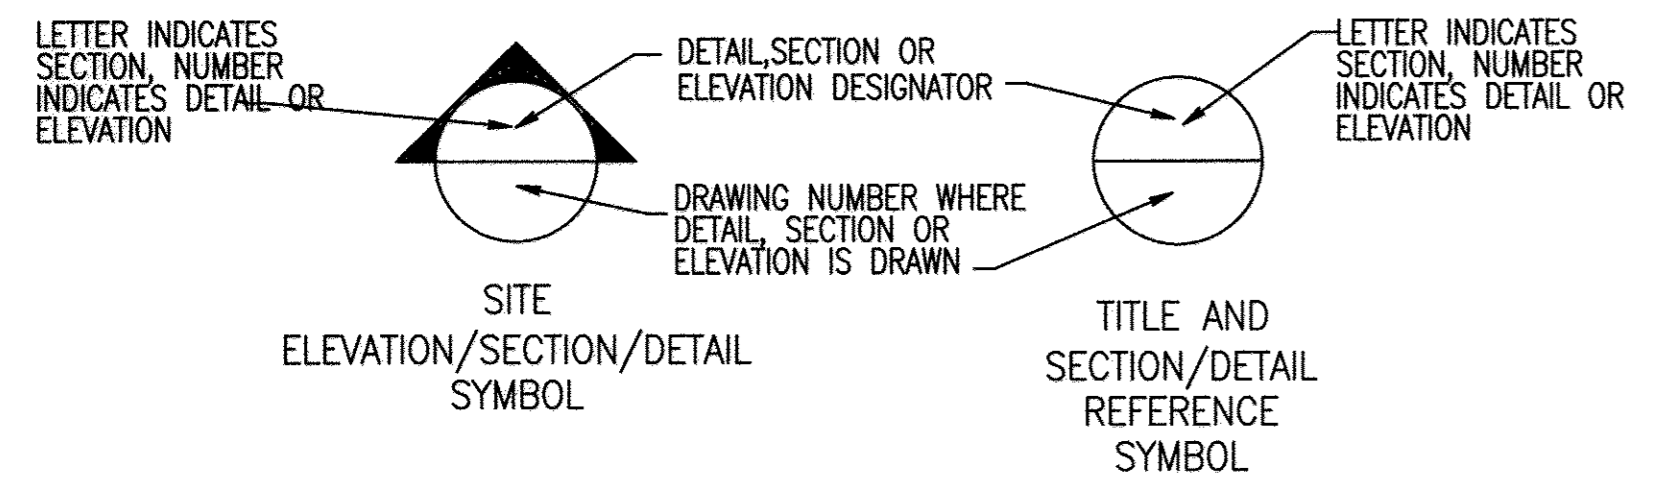 LETTER INDICATES
SECTION, NUMBER
INDICATES DETAIL OR
ELEVATION
DETAIL,SECTION OR
ELEVATION DESIGNATOR
LETTER INDICATES
SECTION, NUMBER
INDICATES DETAIL OR
ELEVATION
DRAWING NUMBER WHERE
DETAIL, SECTION OR
ELEVATION IS DRAWN
SITE
ELEVATION/SECTION/DETAIL
SYMBOL
TITLE AND
SECTION/DETAIL
REFERENCE
SYMBOL